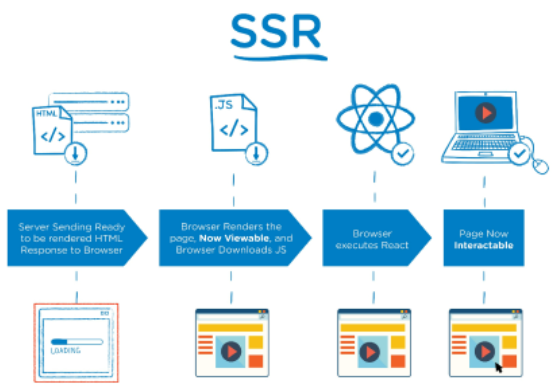 SSR
HTML
</>
.JS
</>
Server Sending Ready
to be rendered HTML
Response to Browser
Browser Renders the
page, Now Viewable, and
Browser Downloads JS
Browser
executes React
Page Now
Interactable
LOADING